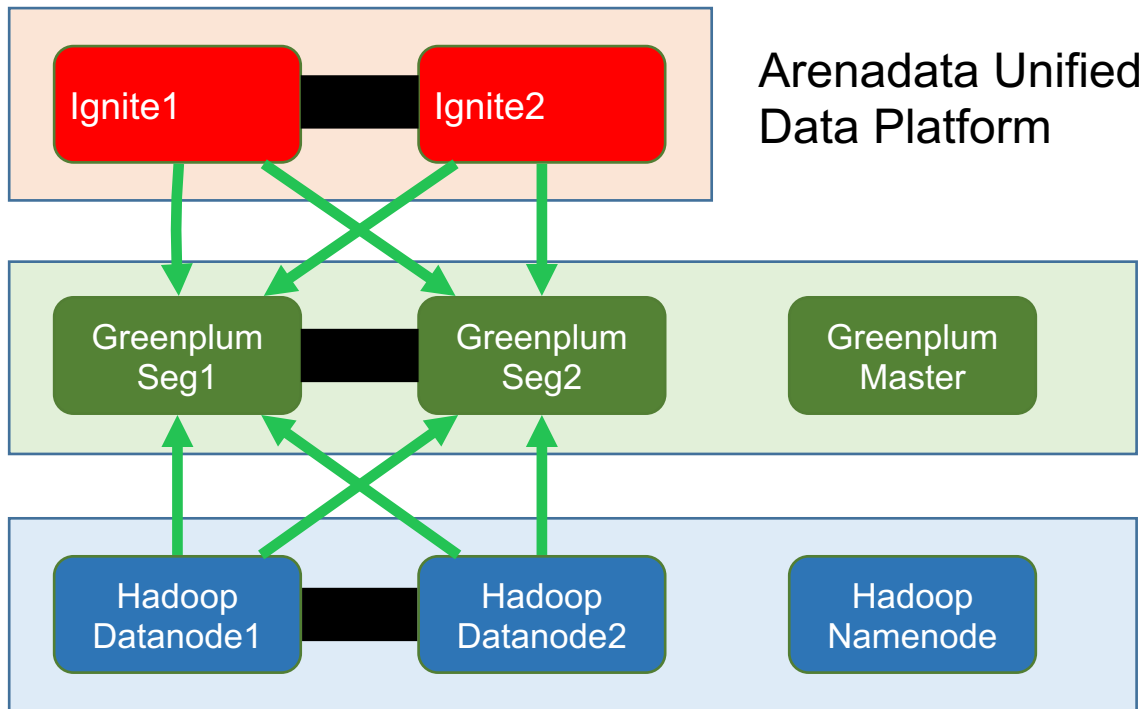 Arenadata Unified
Data Platform
Ignite1
Ignite2
Greenplum
Seg1
Greenplum
Seg2
Greenplum
Master
Hadoop
Datanode1
Hadoop
Datanode2
Hadoop
Namenode